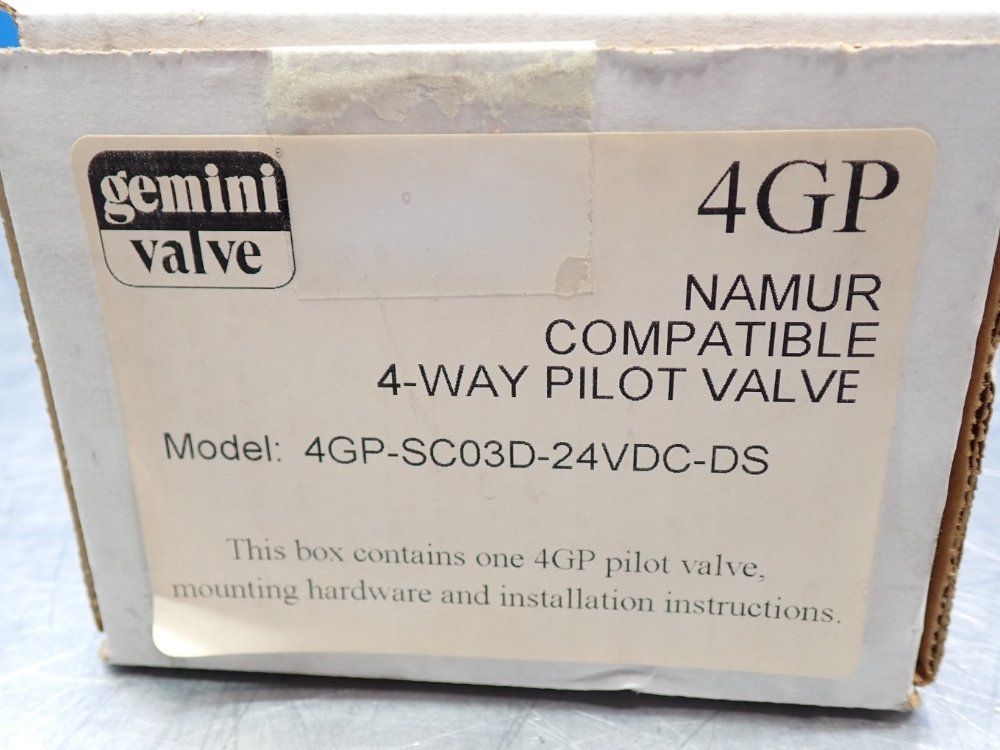 gemini®
valve
4GP
NAMUR
COMPATIBLE
4-WAY PILOT VALVE
Model: 4GP-SC03D-24VDC-DS
This box contains one 4GP pilot valve,
mounting hardware and installation instructions.